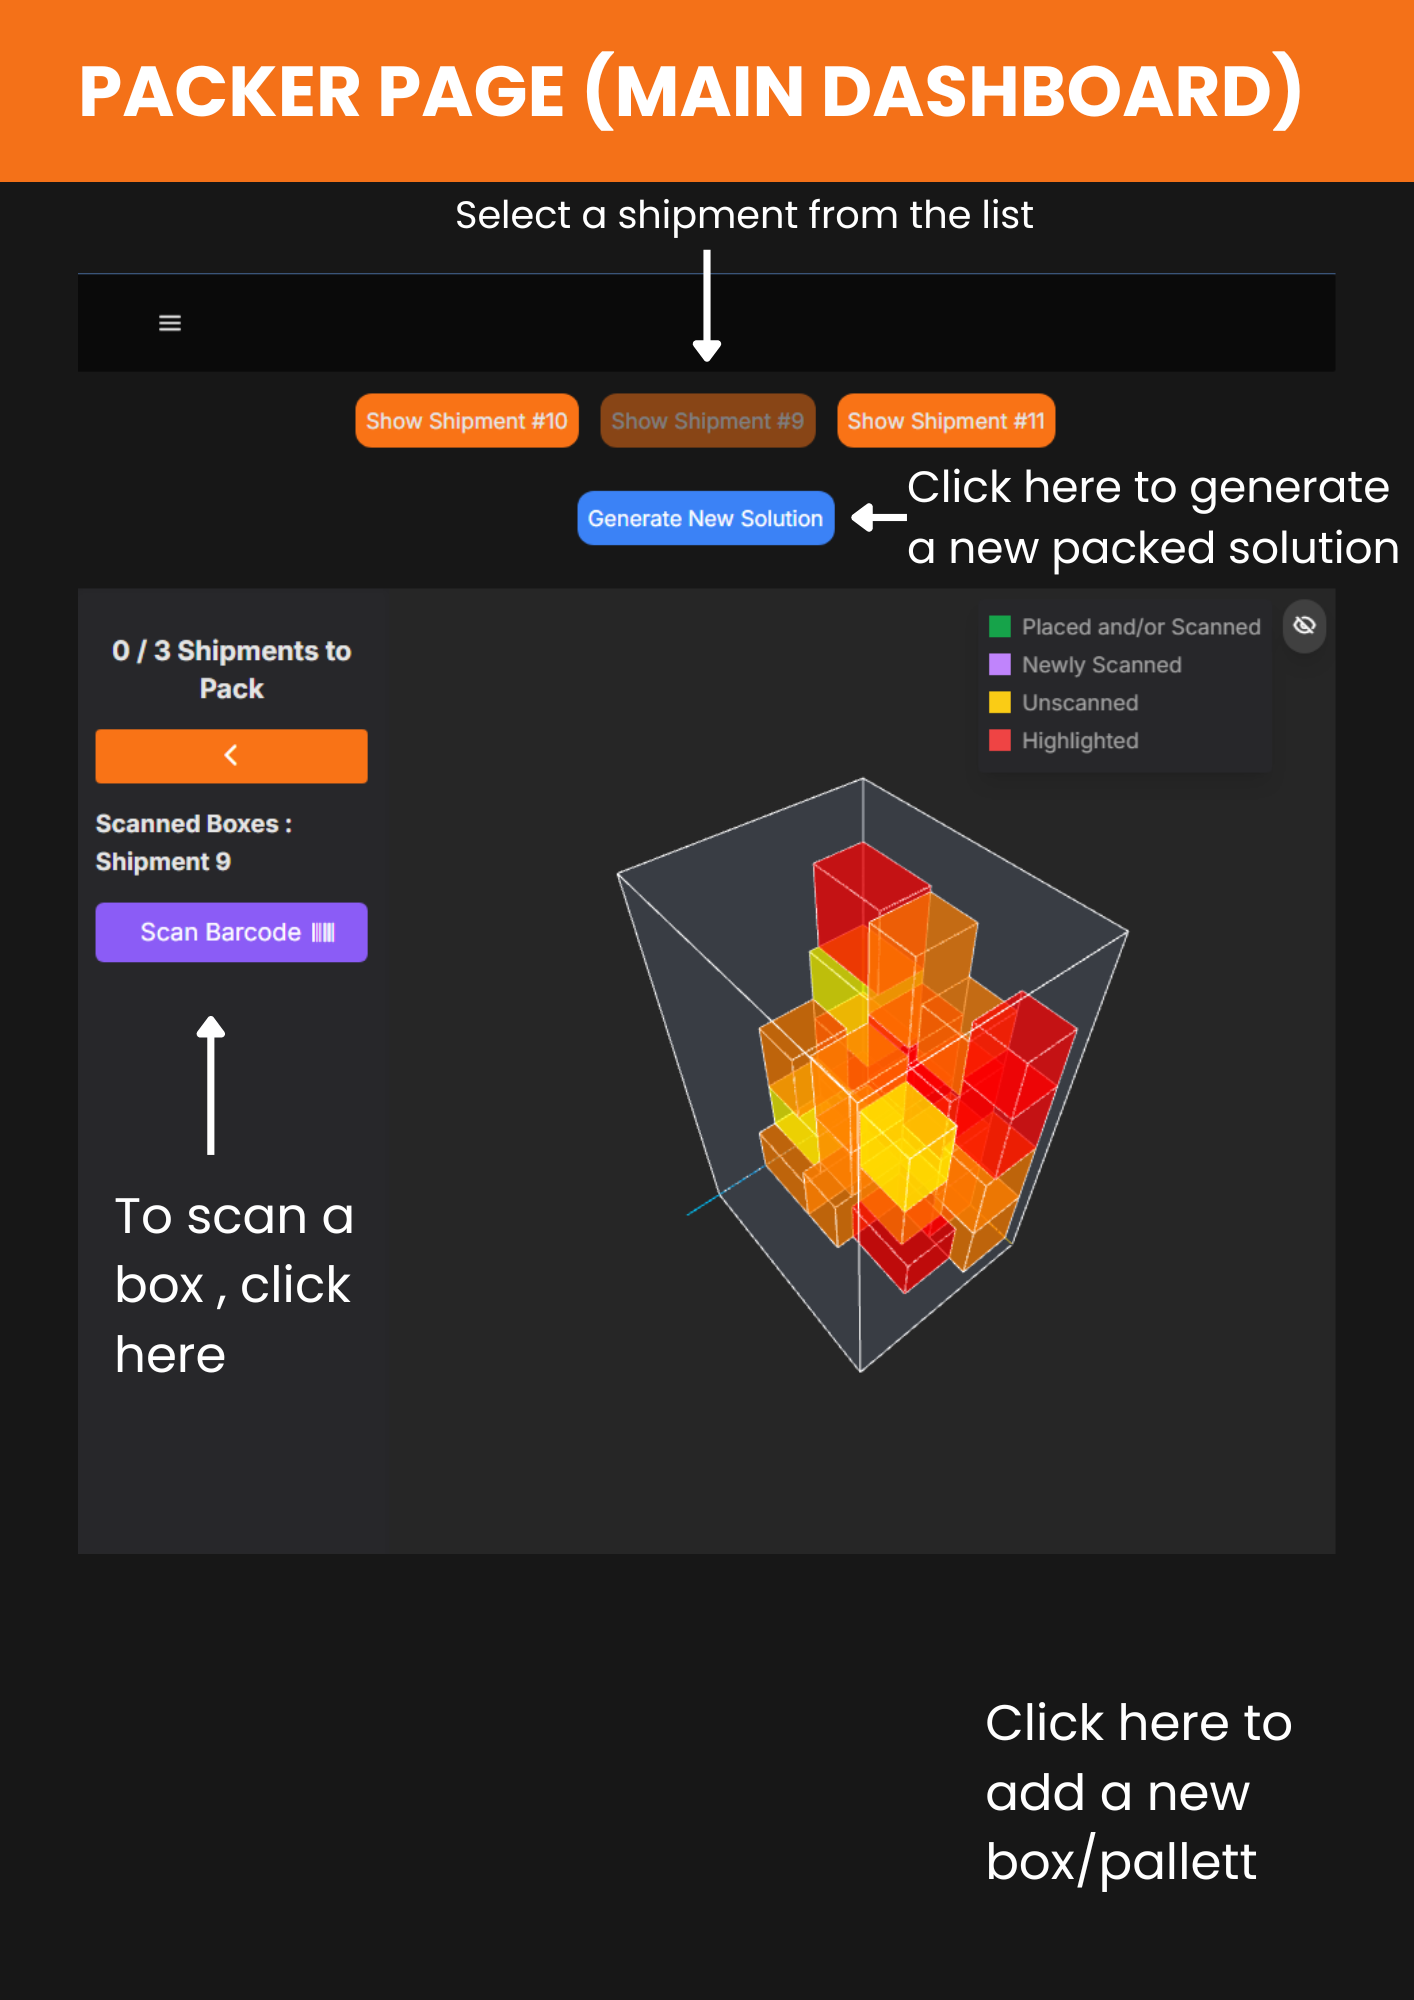 PACKER PAGE (MAIN DASHBOARD)
Select a shipment from the list
Show Shipment #10
Show Shipment #9
Show Shipment #11
Generate New Solution
Click here to generate
a new packed solution
0 / 3 Shipments to
Pack
Scanned Boxes :
Shipment 9
Scan Barcode
Placed and/or Scanned
Newly Scanned
Unscanned
Highlighted
To scan a
box , click
here
Click here to
add a new
box/pallett